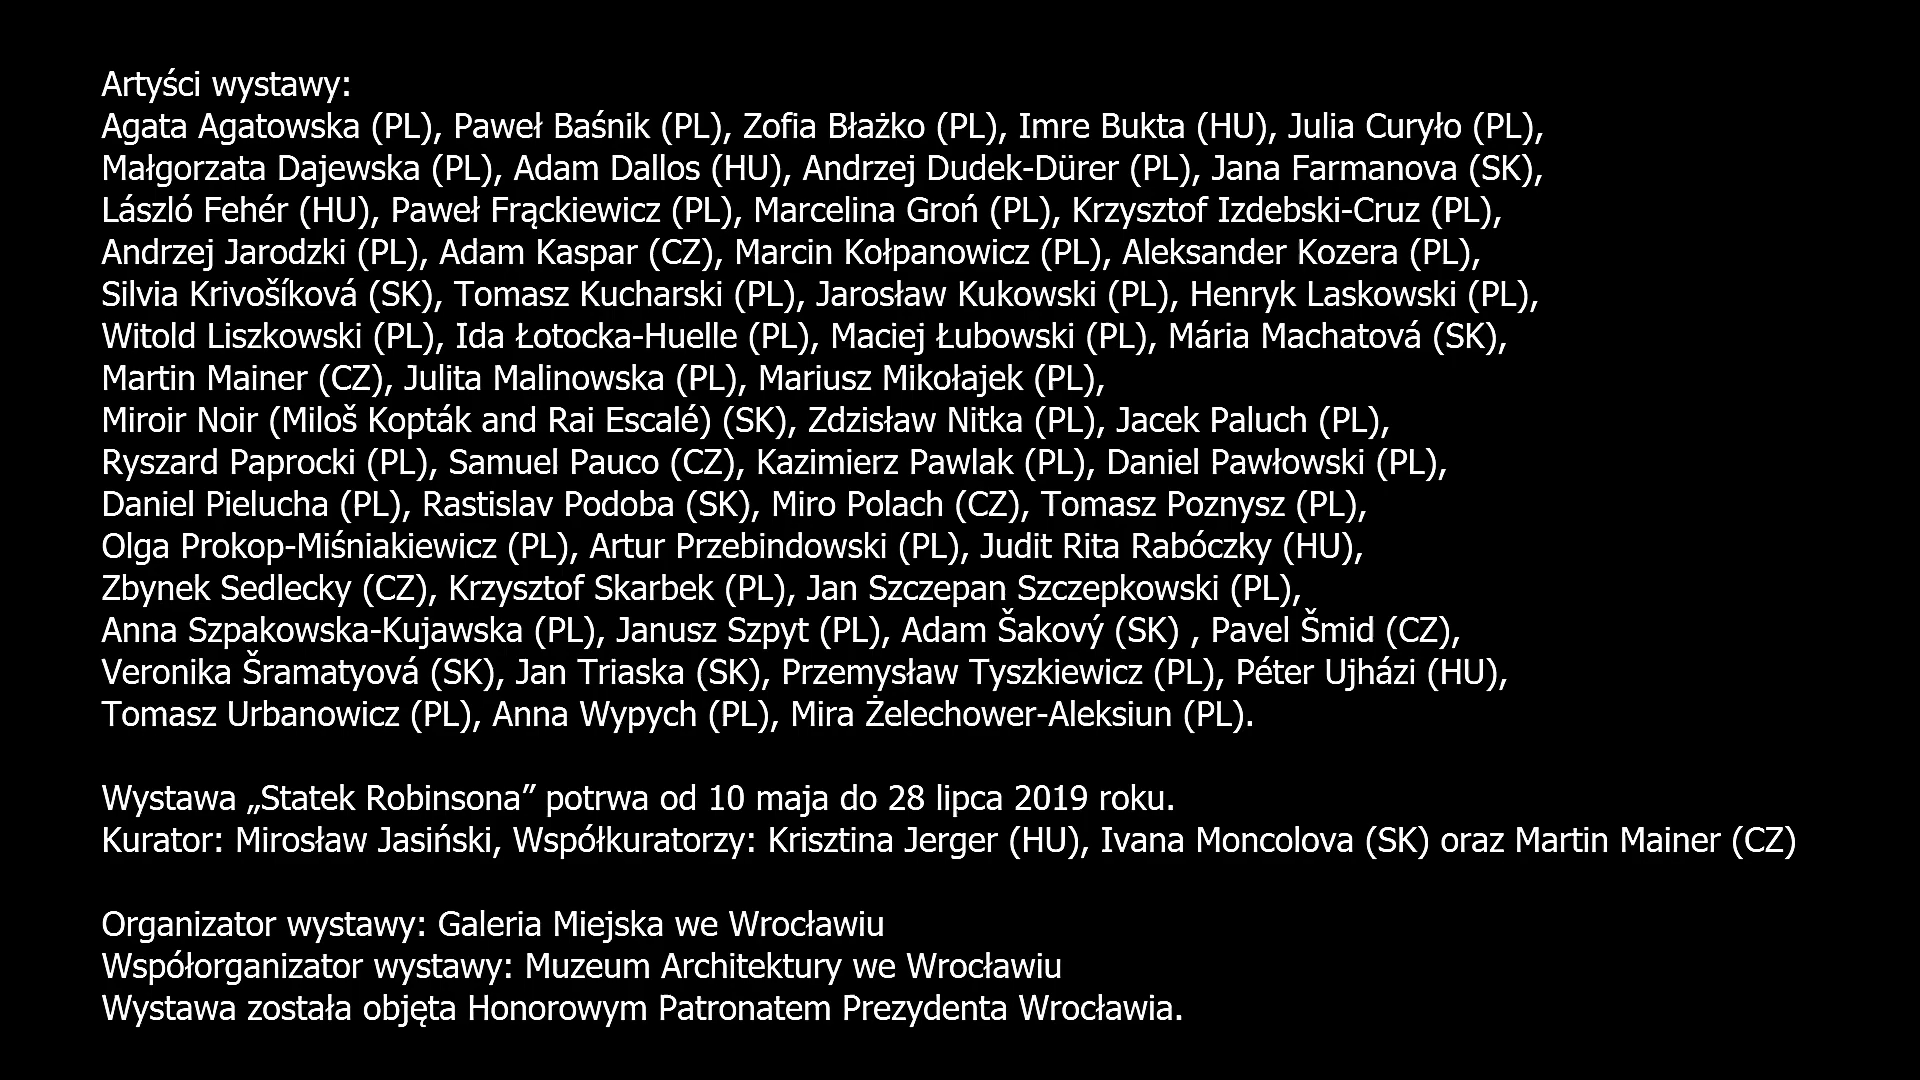 Artyści wystawy:
Agata Agatowska (PL), Paweł Baśnik (PL), Zofia Błażko (PL), Imre Bukta (HU), Julia Curyło (PL),
Małgorzata Dajewska (PL), Adam Dallos (HU), Andrzej Dudek-Dürer (PL), Jana Farmanova (SK),
László Fehér (HU), Paweł Frąckiewicz (PL), Marcelina Groń (PL), Krzysztof Izdebski-Cruz (PL),
Andrzej Jarodzki (PL), Adam Kaspar (CZ), Marcin Kołpanowicz (PL), Aleksander Kozera (PL),
Silvia Krivošíková (SK), Tomasz Kucharski (PL), Jarosław Kukowski (PL), Henryk Laskowski (PL),
Witold Liszkowski (PL), Ida Łotocka-Huelle (PL), Maciej Łubowski (PL), Mária Machatová (SK),
Martin Mainer (CZ), Julita Malinowska (PL), Mariusz Mikołajek (PL),
Miroir Noir (Miloš Kopták and Rai Escalé) (SK), Zdzisław Nitka (PL), Jacek Paluch (PL),
Ryszard Paprocki (PL), Samuel Pauco (CZ), Kazimierz Pawlak (PL), Daniel Pawłowski (PL),
Daniel Pielucha (PL), Rastislav Podoba (SK), Miro Polach (CZ), Tomasz Poznysz (PL),
Olga Prokop-Miśniakiewicz (PL), Artur Przebindowski (PL), Judit Rita Rabóczky (HU),
Zbynek Sedlecky (CZ), Krzysztof Skarbek (PL), Jan Szczepan Szczepkowski (PL),
Anna Szpakowska-Kujawska (PL), Janusz Szpyt (PL), Adam Šakový (SK) , Pavel Šmid (CZ),
Veronika Šramatyová (SK), Jan Triaska (SK), Przemysław Tyszkiewicz (PL), Péter Ujházi (HU),
Tomasz Urbanowicz (PL), Anna Wypych (PL), Mira Żelechower-Aleksiun (PL).
Wystawa „Statek Robinsona” potrwa od 10 maja do 28 lipca 2019 roku.
Kurator: Mirosław Jasiński, Współkuratorzy: Krisztina Jerger (HU), Ivana Moncolova (SK) oraz Martin Mainer (CZ)
Organizator wystawy: Galeria Miejska we Wrocławiu
Współorganizator wystawy: Muzeum Architektury we Wrocławiu
Wystawa została objęta Honorowym Patronatem Prezydenta Wrocławia.